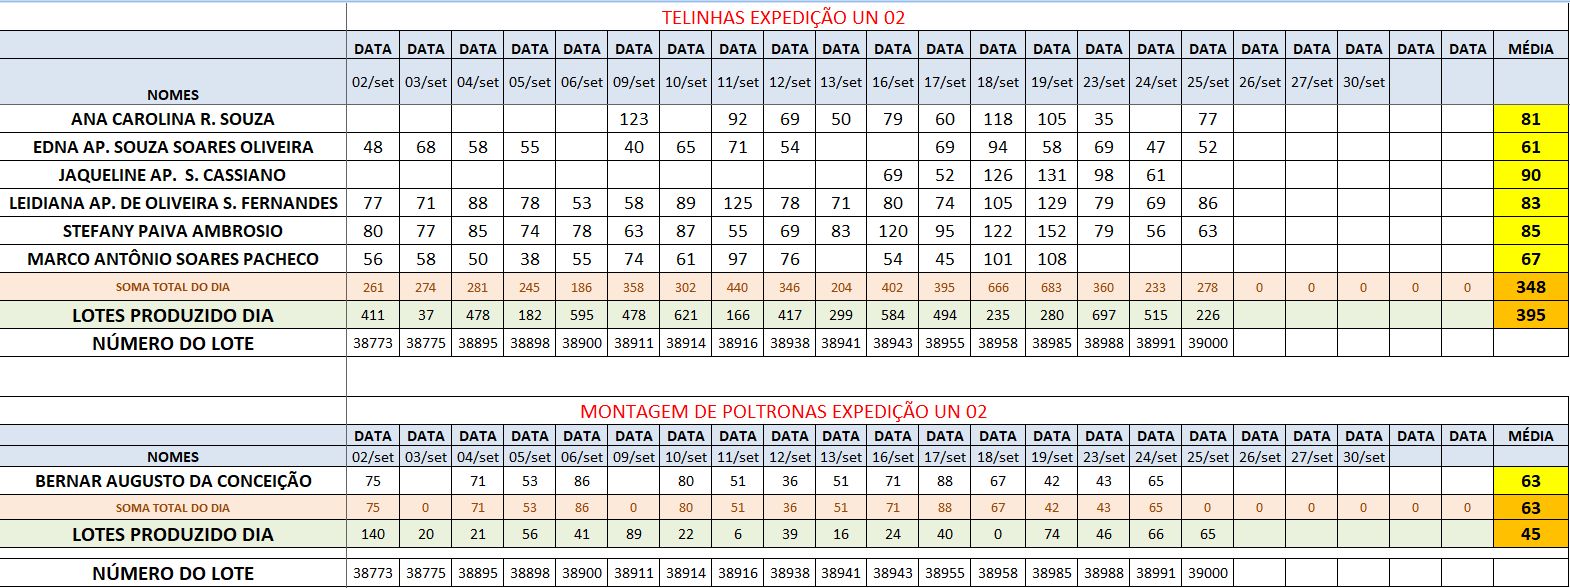 TELINHAS EXPEDIÇÃO UN 02
DATA DATA DATA DATA DATA DATA DATA DATA DATA DATA DATA DATA DATA DATA DATA DATA DATA DATA DATA DATA DATA DATA MÉDIA
NOMES 02/set 03/set 04/set 05/set 06/set 09/set 10/set 11/set 12/set 13/set 16/set 17/set 18/set 19/set 23/set 24/set 25/set 26/set 27/set 30/set
ANA CAROLINA R. SOUZA 123 92 69 50 79 60 118 105 35 77 81
EDNA AP. SOUZA SOARES OLIVEIRA 48 68 58 55 40 65 71 54 69 94 58 69 47 52 61
JAQUELINE AP. S. CASSIANO 69 52 126 131 98 61 90
LEIDIANA AP. DE OLIVEIRA S. FERNANDES 77 71 88 78 53 58 89 125 78 71 80 74 105 129 79 69 86 83
STEFANY PAIVA AMBROSIO 80 77 85 74 78 63 87 55 69 83 120 95 122 152 79 56 63 85
MARCO ANTÔNIO SOARES PACHECO 56 58 50 38 55 74 61 97 76 54 45 101 108 67
SOMA TOTAL DO DIA 261 274 281 245 186 358 302 440 346 204 402 395 666 683 360 233 278 0 0 0 0 0 348
LOTES PRODUZIDO DIA 411 37 478 182 595 478 621 166 417 299 584 494 235 280 697 515 226 395
NÚMERO DO LOTE 38773 38775 38895 38898 38900 38911 38914 38916 38938 38941 38943 38955 38958 38985 38988 38991 39000
MONTAGEM DE POLTRONAS EXPEDIÇÃO UN 02
DATA DATA DATA DATA DATA DATA DATA DATA DATA DATA DATA DATA DATA DATA DATA DATA DATA DATA DATA DATA DATA DATA MÉDIA
NOMES 02/set 03/set 04/set 05/set 06/set 09/set 10/set 11/set 12/set 13/set 16/set 17/set 18/set 19/set 23/set 24/set 25/set 26/set 27/set 30/set
BERNAR AUGUSTO DA CONCEIÇÃO 75 71 53 86 80 51 36 51 71 88 67 42 43 65 63
SOMA TOTAL DO DIA 75 0 71 53 86 0 80 51 36 51 71 88 67 42 43 65 0 0 0 0 0 0 63
LOTES PRODUZIDO DIA 140 20 21 56 41 89 22 6 39 16 24 40 0 74 46 66 65 45
NÚMERO DO LOTE 38773 38775 38895 38898 38900 38911 38914 38916 38938 38941 38943 38955 38958 38985 38988 38991 39000